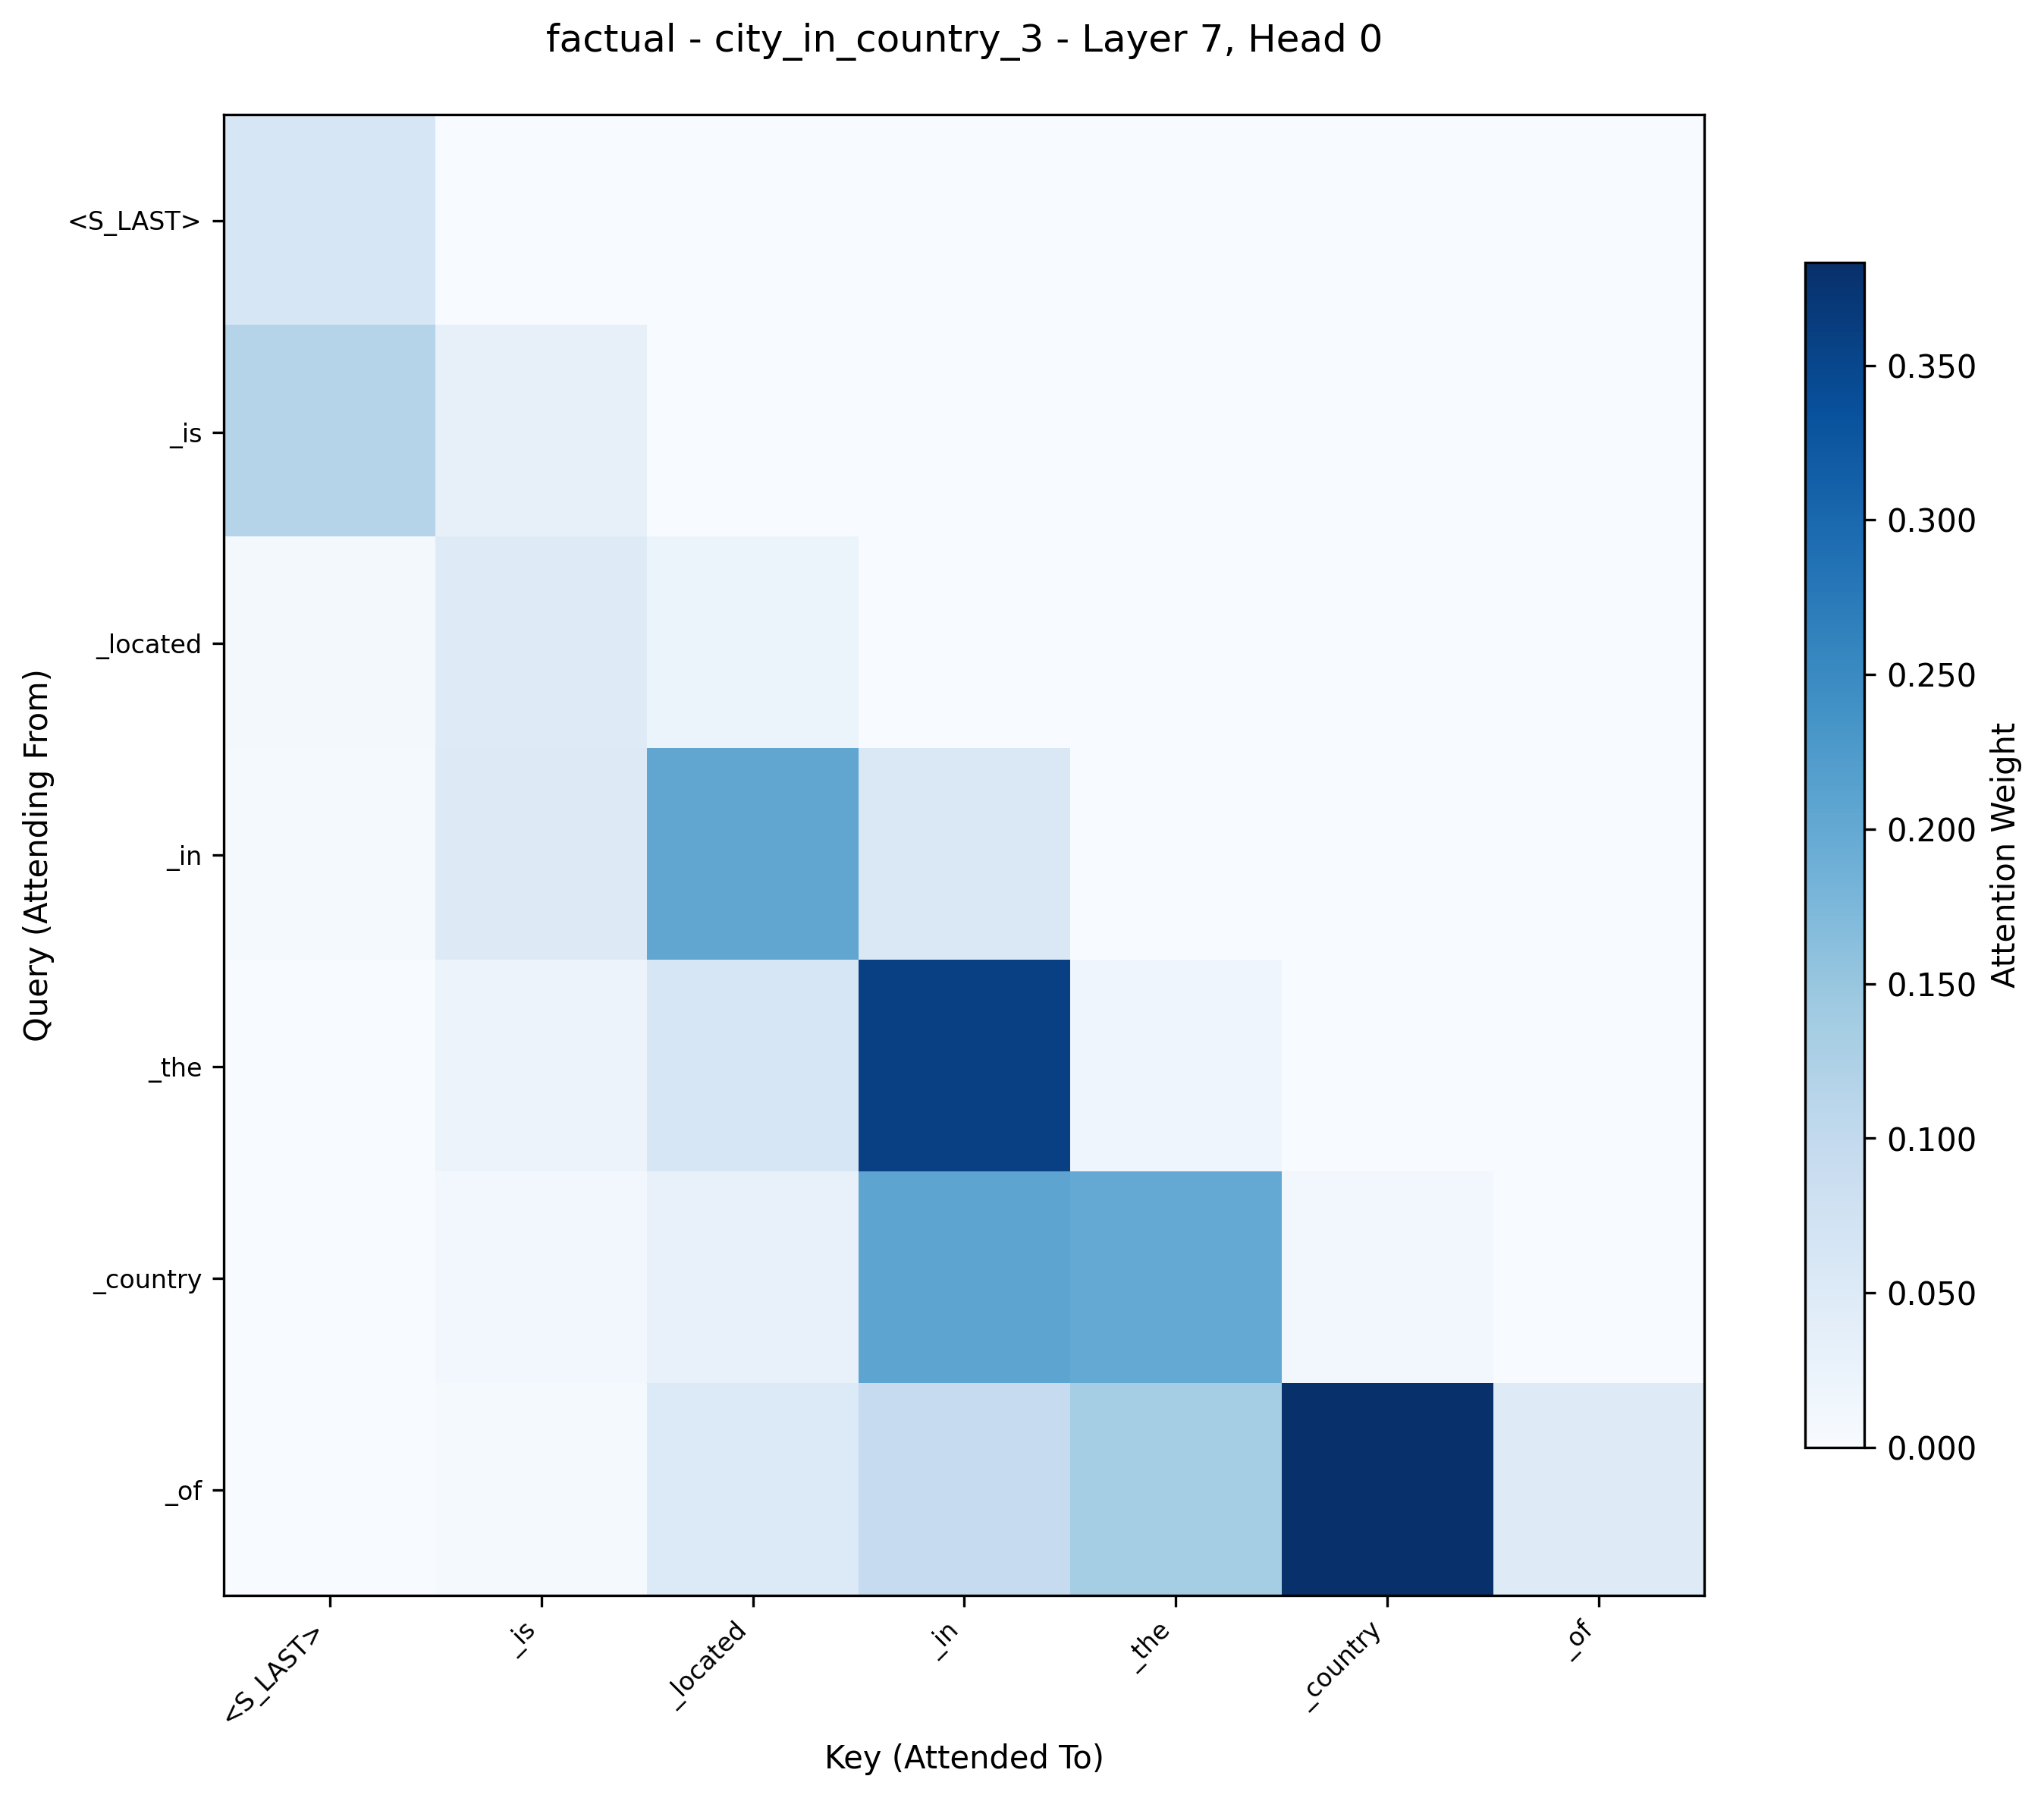 factual - city_in_country_3 - Layer 7, Head 0
Query (Attending From)
<S_LAST>
_is
_located
_in
_the
_country
_of
<S_LAST>
_is
_located
_in
_the
_country
_of
Key (Attended To)
0.350
0.300
0.250
0.200
0.150
0.100
0.050
0.000
Attention Weight